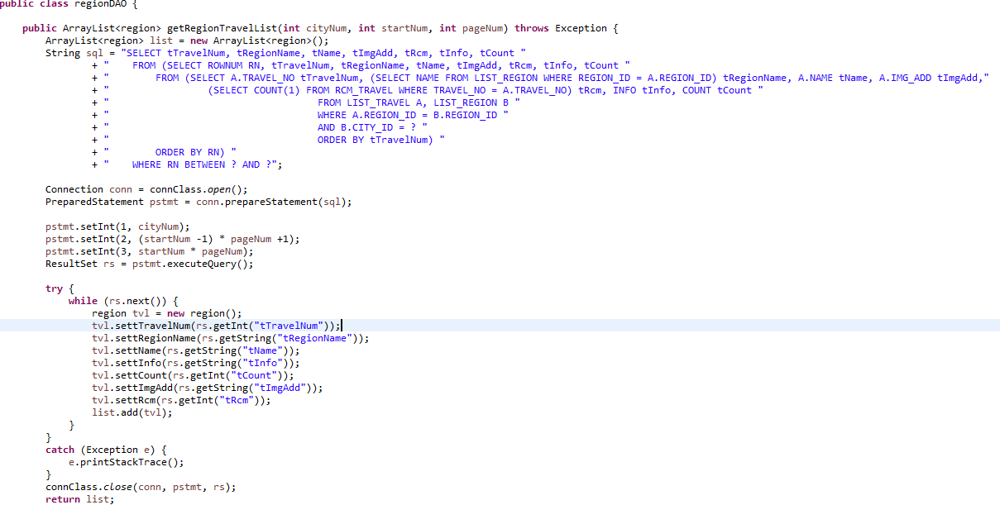 public class regionDAO {
public ArrayList<region> getRegionTravelList(int cityNum, int startNum, int pageNum) throws Exception {
ArrayList<region> list = new ArrayList<region>();
String sql = "SELECT tTravelNum, tRegionName, tName, tImgAdd, tRcm, tInfo, tCount "
+ "    FROM (SELECT ROWNUM RN, tTravelNum, tRegionName, tName, tImgAdd, tRcm, tInfo, tCount "
+ "        FROM (SELECT A.TRAVEL_NO tTravelNum, (SELECT NAME FROM LIST_REGION WHERE REGION_ID = A.REGION_ID) tRegionName, A.NAME tName, A.IMG_ADD tImgAdd,"
+ "                 (SELECT COUNT(1) FROM RCM_TRAVEL WHERE TRAVEL_NO = A.TRAVEL_NO) tRcm, INFO tInfo, COUNT tCount "
+ "                                    FROM LIST_TRAVEL A, LIST_REGION B "
+ "                                    WHERE A.REGION_ID = B.REGION_ID "
+ "                                    AND B.CITY_ID = ? "
+ "                                    ORDER BY tTravelNum) "
+ "        ORDER BY RN) "
+ "    WHERE RN BETWEEN ? AND ?";
Connection conn = connClass.open();
PreparedStatement pstmt = conn.prepareStatement(sql);
pstmt.setInt(1, cityNum);
pstmt.setInt(2, (startNum -1) * pageNum +1);
pstmt.setInt(3, startNum * pageNum);
ResultSet rs = pstmt.executeQuery();
try {
while (rs.next()) {
region tvl = new region();
tvl.settTravelNum(rs.getInt("tTravelNum"));
tvl.settRegionName(rs.getString("tRegionName"));
tvl.settName(rs.getString("tName"));
tvl.settInfo(rs.getString("tInfo"));
tvl.settCount(rs.getInt("tCount"));
tvl.settImgAdd(rs.getString("tImgAdd"));
tvl.settRcm(rs.getInt("tRcm"));
list.add(tvl);
}
}
catch (Exception e) {
e.printStackTrace();
}
connClass.close(conn, pstmt, rs);
return list;